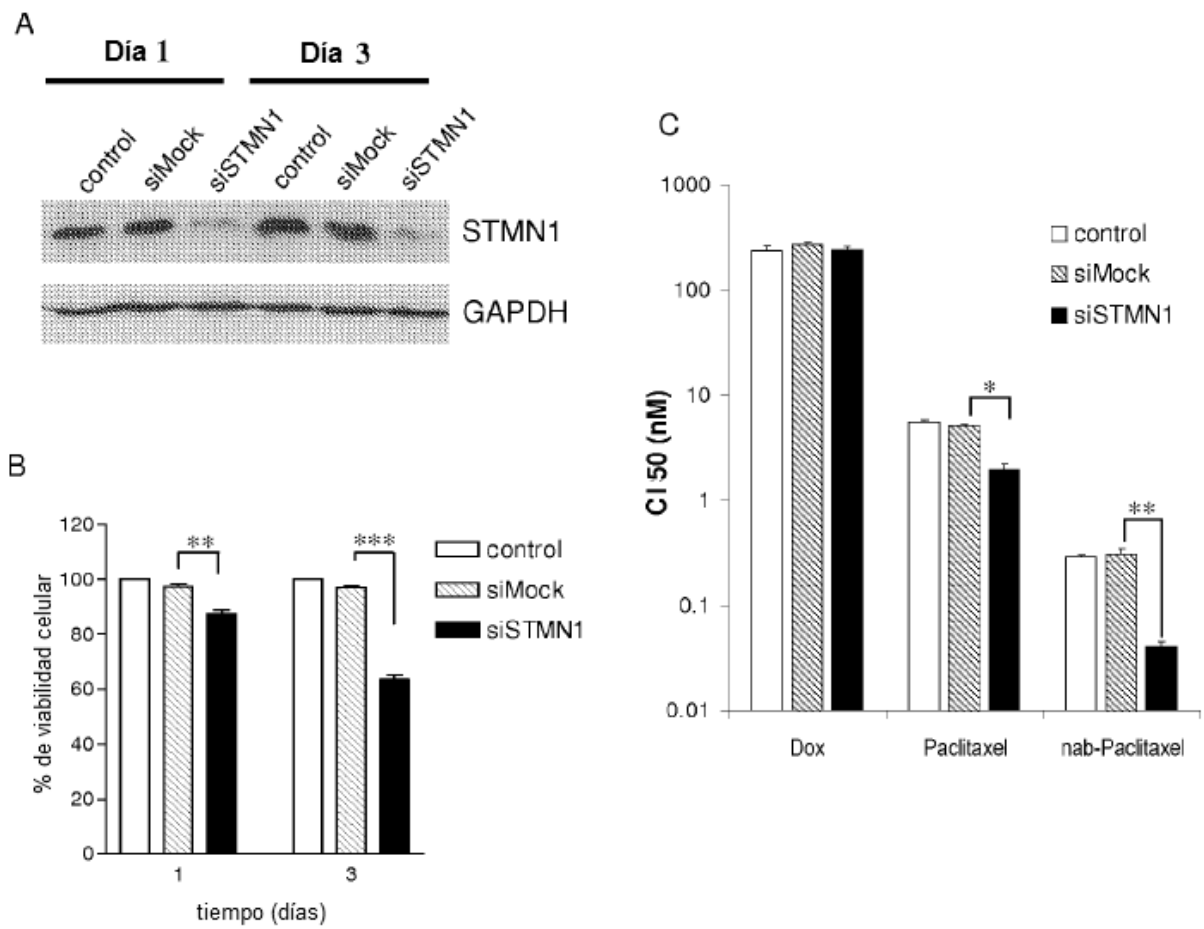 A
Día 1 Día 3
control siMock siSTMN1 control siMock siSTMN1
STMN1
GAPDH
B
120
100
80
60
40
20
0
% de viabilidad celular
** ***
control
siMock
siSTMN1
1 3
tiempo (días)
C
1000
100
10
1
0.1
0.01
CI 50 (nM)
control
siMock
siSTMN1
*
**
Dox Paclitaxel nab-Paclitaxel